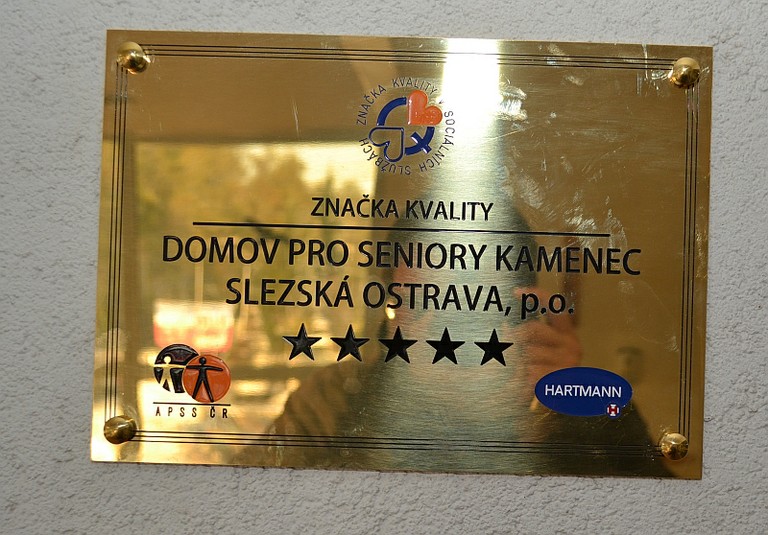 ZNAČKA KVALITY V SOCIÁLNÍCH SLUŽBÁCH
ZNAČKA KVALITY
DOMOV PRO SENIORY KAMENEC
SLEZSKÁ OSTRAVA, p.o.
APSS ČR
HARTMANN